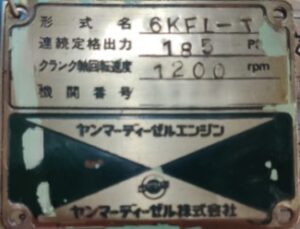 形式名 6KFL-T
連続定格出力 185 PS
クランク軸回転速度 1200 rpm
機関番号
ヤンマーディーゼルエンジン
ヤンマーディーゼル株式会社